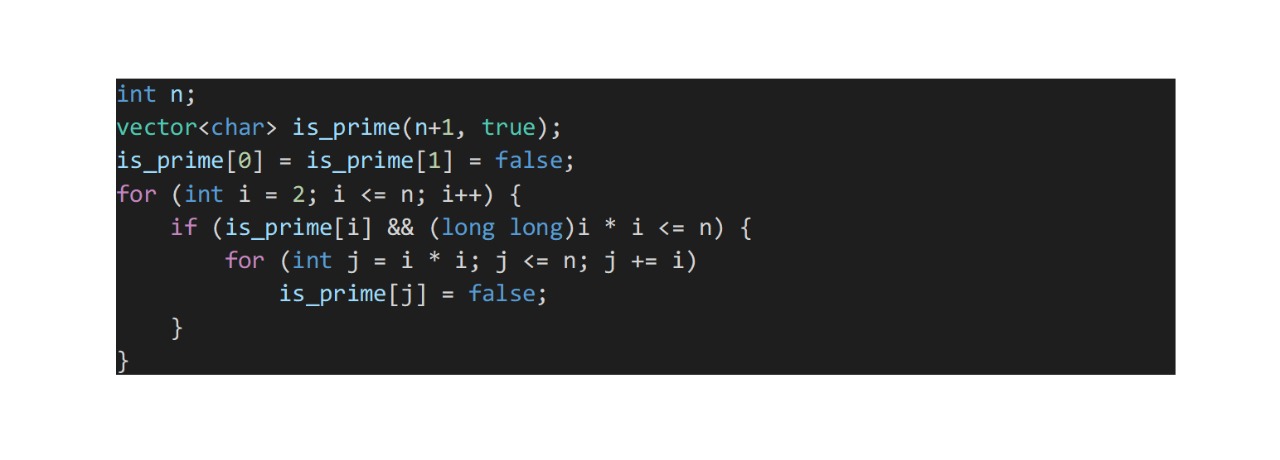 int n;
vector<char> is_prime(n+1, true);
is_prime[0] = is_prime[1] = false;
for (int i = 2; i <= n; i++) {
    if (is_prime[i] && (long long)i * i <= n) {
        for (int j = i * i; j <= n; j += i)
            is_prime[j] = false;
    }
}